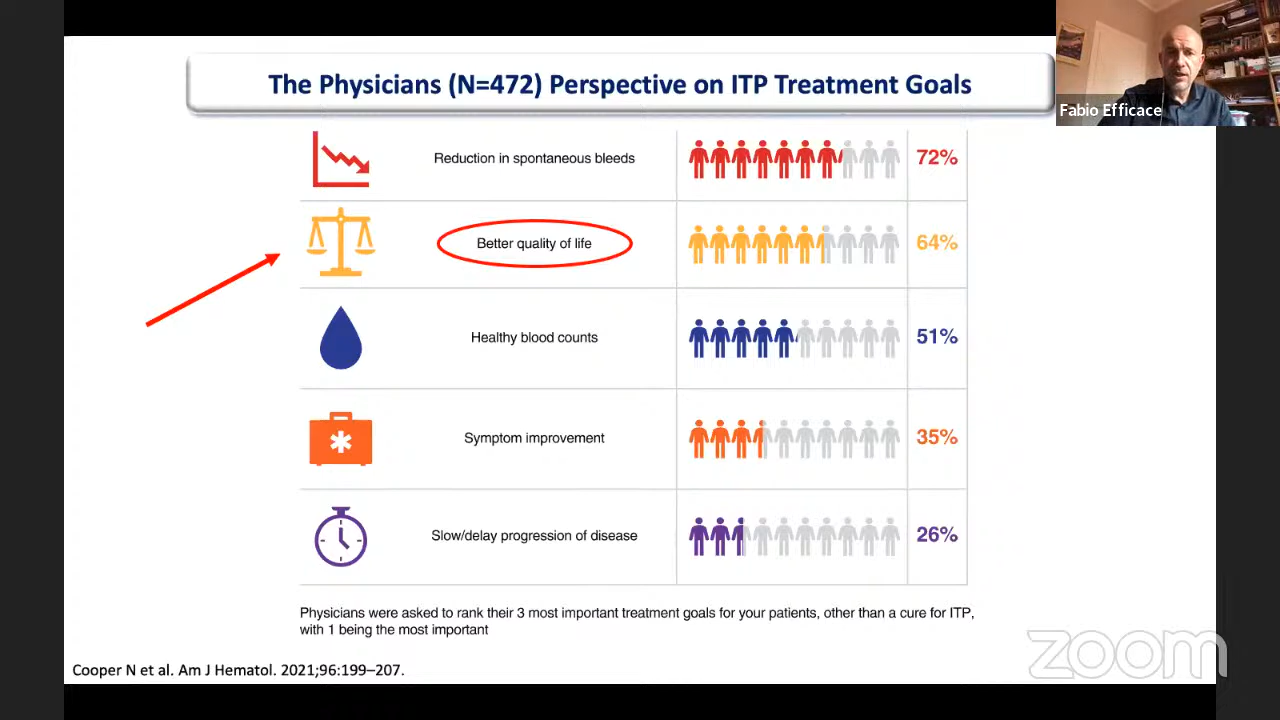 The Physicians (N=472) Perspective on ITP Treatment Goals
Fabio Efficace
Reduction in spontaneous bleeds
72%
Better quality of life
64%
Healthy blood counts
51%
Symptom improvement
35%
Slow/delay progression of disease
26%
Physicians were asked to rank their 3 most important treatment goals for your patients, other than a cure for ITP,
with 1 being the most important
Cooper N et al. Am J Hematol. 2021;96:199–207.
zoom